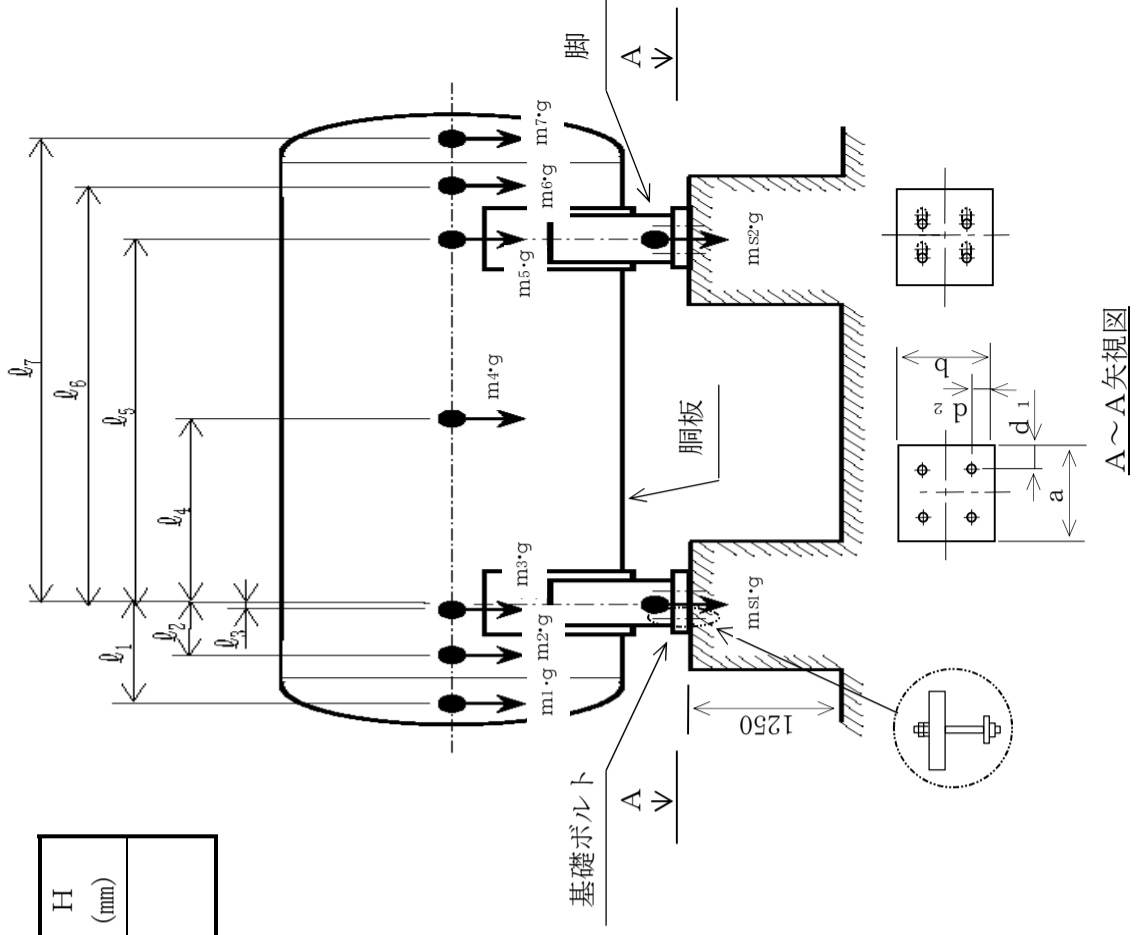 H
(mm)
ℓ₇
ℓ₆
ℓ₅
ℓ₄
ℓ₁
ℓ₂
ℓ₃
m1・g
m2・g
m3・g
m4・g
m5・g
m6・g
m7・g
ms1・g
ms2・g
胴板
脚
基礎ボルト
A
A
1250
a
b
d₁
d₂
A～A矢視図